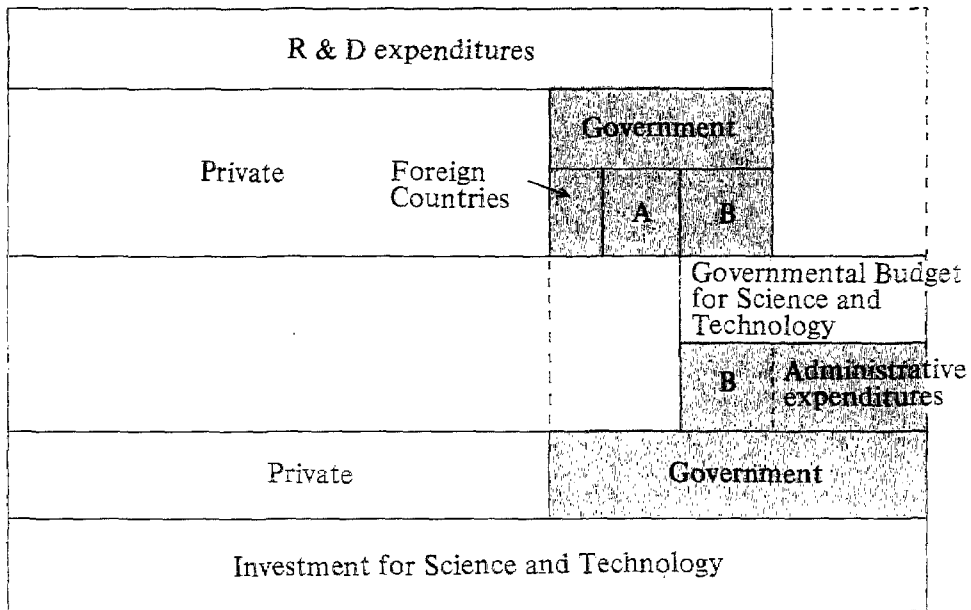 R & D expenditures
Government
Private
Foreign
Countries
A
B
Governmental Budget
for Science and
Technology
B
Administrative
expenditures
Private
Government
Investment for Science and Technology